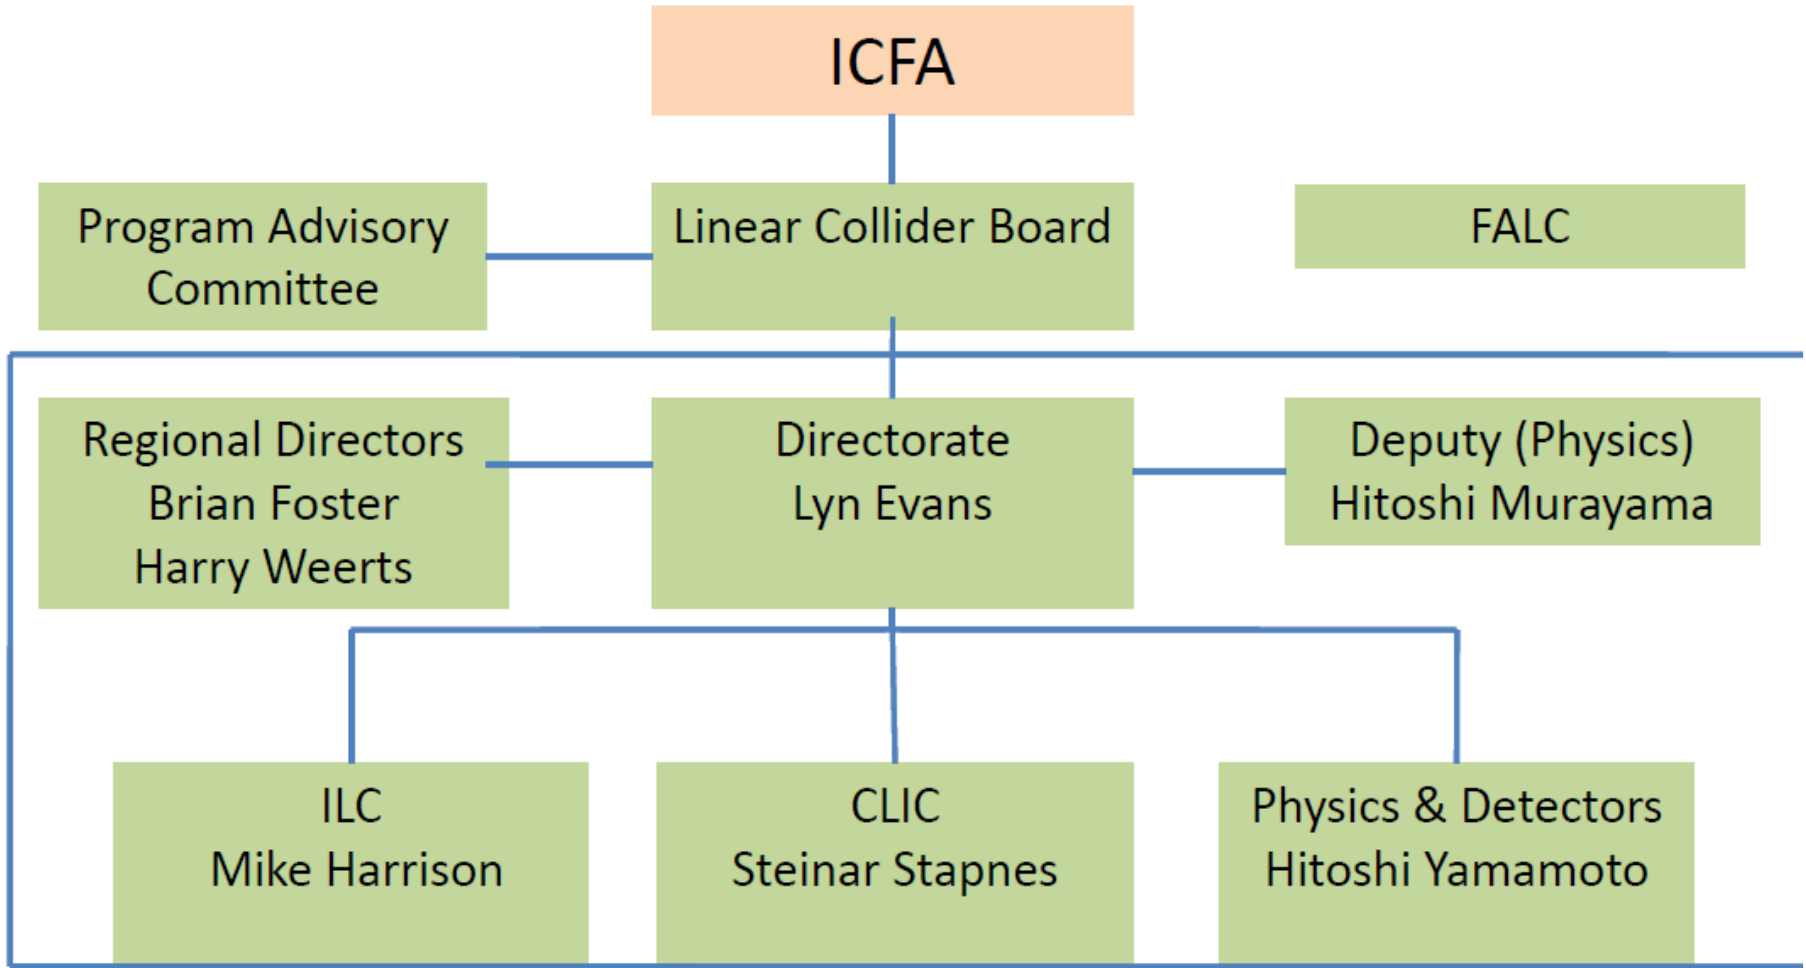 ICFA
Program Advisory
Committee
Linear Collider Board
FALC
Regional Directors
Brian Foster
Harry Weerts
Directorate
Lyn Evans
Deputy (Physics)
Hitoshi Murayama
ILC
Mike Harrison
CLIC
Steinar Stapnes
Physics & Detectors
Hitoshi Yamamoto